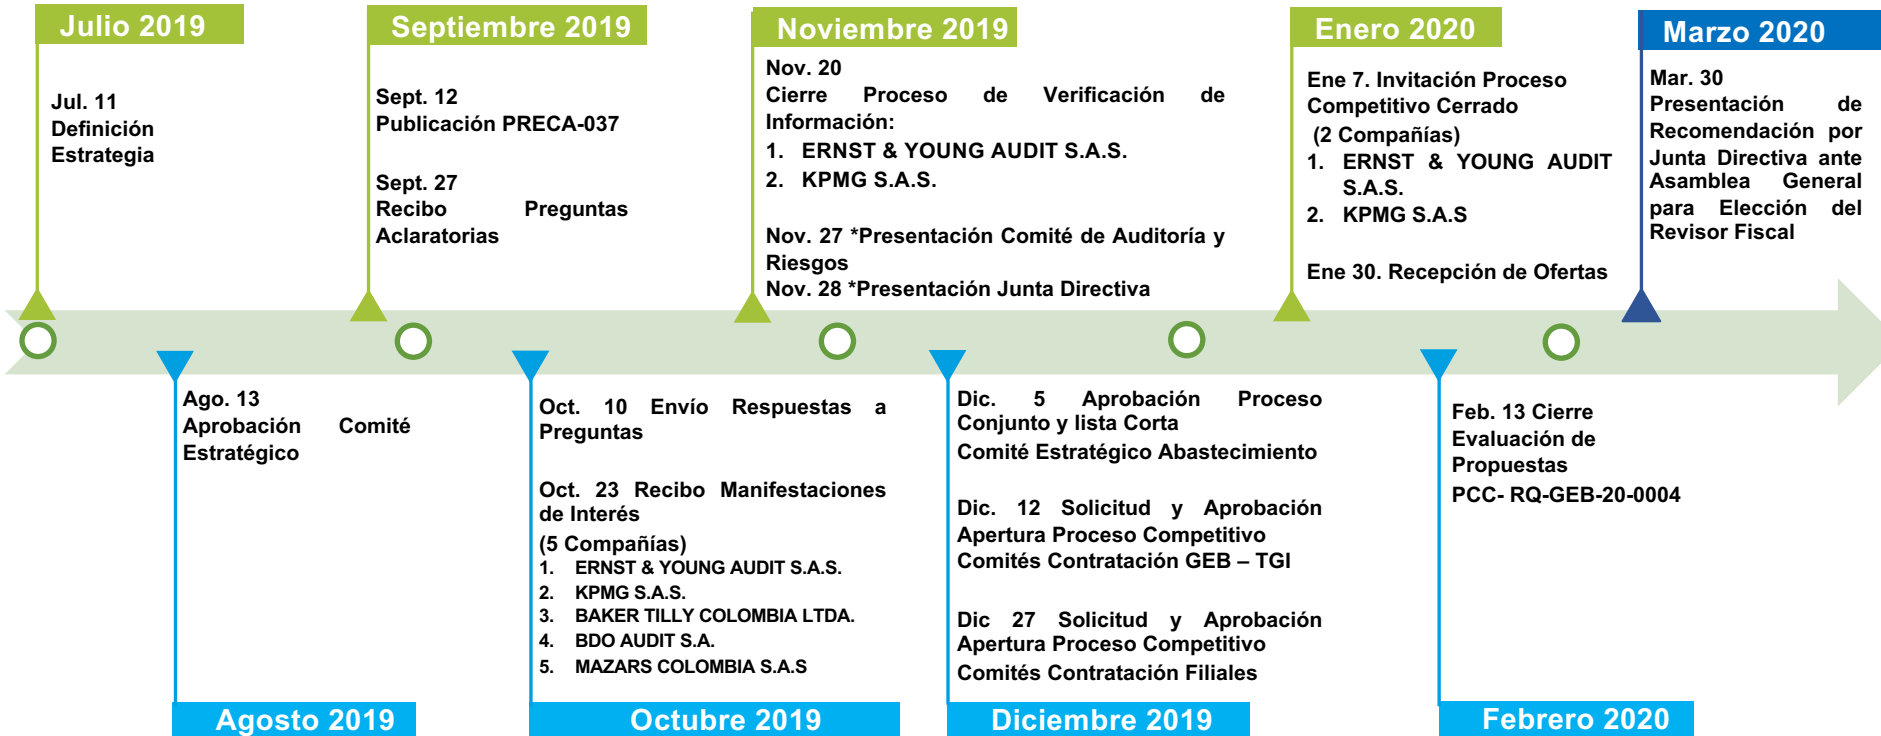 Julio 2019
Jul. 11
Definición
Estrategia
Septiembre 2019
Sept. 12
Publicación PRECA-037
Sept. 27
Recibo Preguntas
Aclaratorias
Noviembre 2019
Nov. 20
Cierre Proceso de Verificación de
Información:
1. ERNST & YOUNG AUDIT S.A.S.
2. KPMG S.A.S.
Nov. 27 *Presentación Comité de Auditoría y
Riesgos
Nov. 28 *Presentación Junta Directiva
Enero 2020
Ene 7. Invitación Proceso
Competitivo Cerrado
(2 Compañías)
1. ERNST & YOUNG AUDIT
S.A.S.
2. KPMG S.A.S
Ene 30. Recepción de Ofertas
Marzo 2020
Mar. 30
Presentación de
Recomendación por
Junta Directiva ante
Asamblea General
para Elección del
Revisor Fiscal
Ago. 13
Aprobación Comité
Estratégico
Agosto 2019
Oct. 10 Envío Respuestas a
Preguntas
Oct. 23 Recibo Manifestaciones
de Interés
(5 Compañías)
1. ERNST & YOUNG AUDIT S.A.S.
2. KPMG S.A.S.
3. BAKER TILLY COLOMBIA LTDA.
4. BDO AUDIT S.A.
5. MAZARS COLOMBIA S.A.S
Octubre 2019
Dic. 5 Aprobación Proceso
Conjunto y lista Corta
Comité Estratégico Abastecimiento
Dic. 12 Solicitud y Aprobación
Apertura Proceso Competitivo
Comités Contratación GEB – TGI
Dic 27 Solicitud y Aprobación
Apertura Proceso Competitivo
Comités Contratación Filiales
Diciembre 2019
Feb. 13 Cierre
Evaluación de
Propuestas
PCC- RQ-GEB-20-0004
Febrero 2020